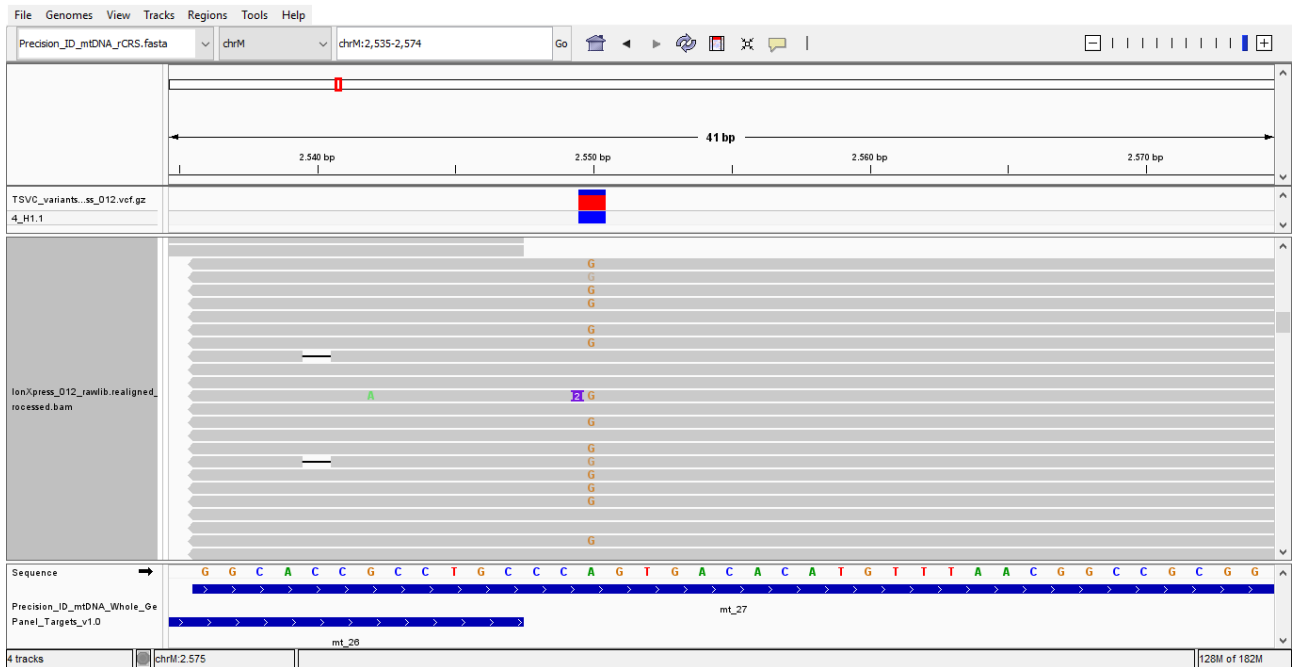 File Genomes View Tracks Regions Tools Help
Precision_ID_mtDNA_rCRS.fasta chrM chrM:2,535-2,574 Go
41 bp
2.540 bp 2.550 bp 2.560 bp 2.570 bp
TSVC_variants...ss_012.vcf.gz
4_H1.1
G
G
G
G
G
G
IonXpress_012_rawlib.realigned_
rocessed.bam
A 2 G
G
G
G
G
G
G
G
Sequence G G C A C C G C C T G C C C A G T G A C A C A T G T T T A A C G G C C G C G G
Precision_ID_mtDNA_Whole_Ge
Panel_Targets_v1.0
mt_27
mt_26
4 tracks chrM:2.575 128M of 182M